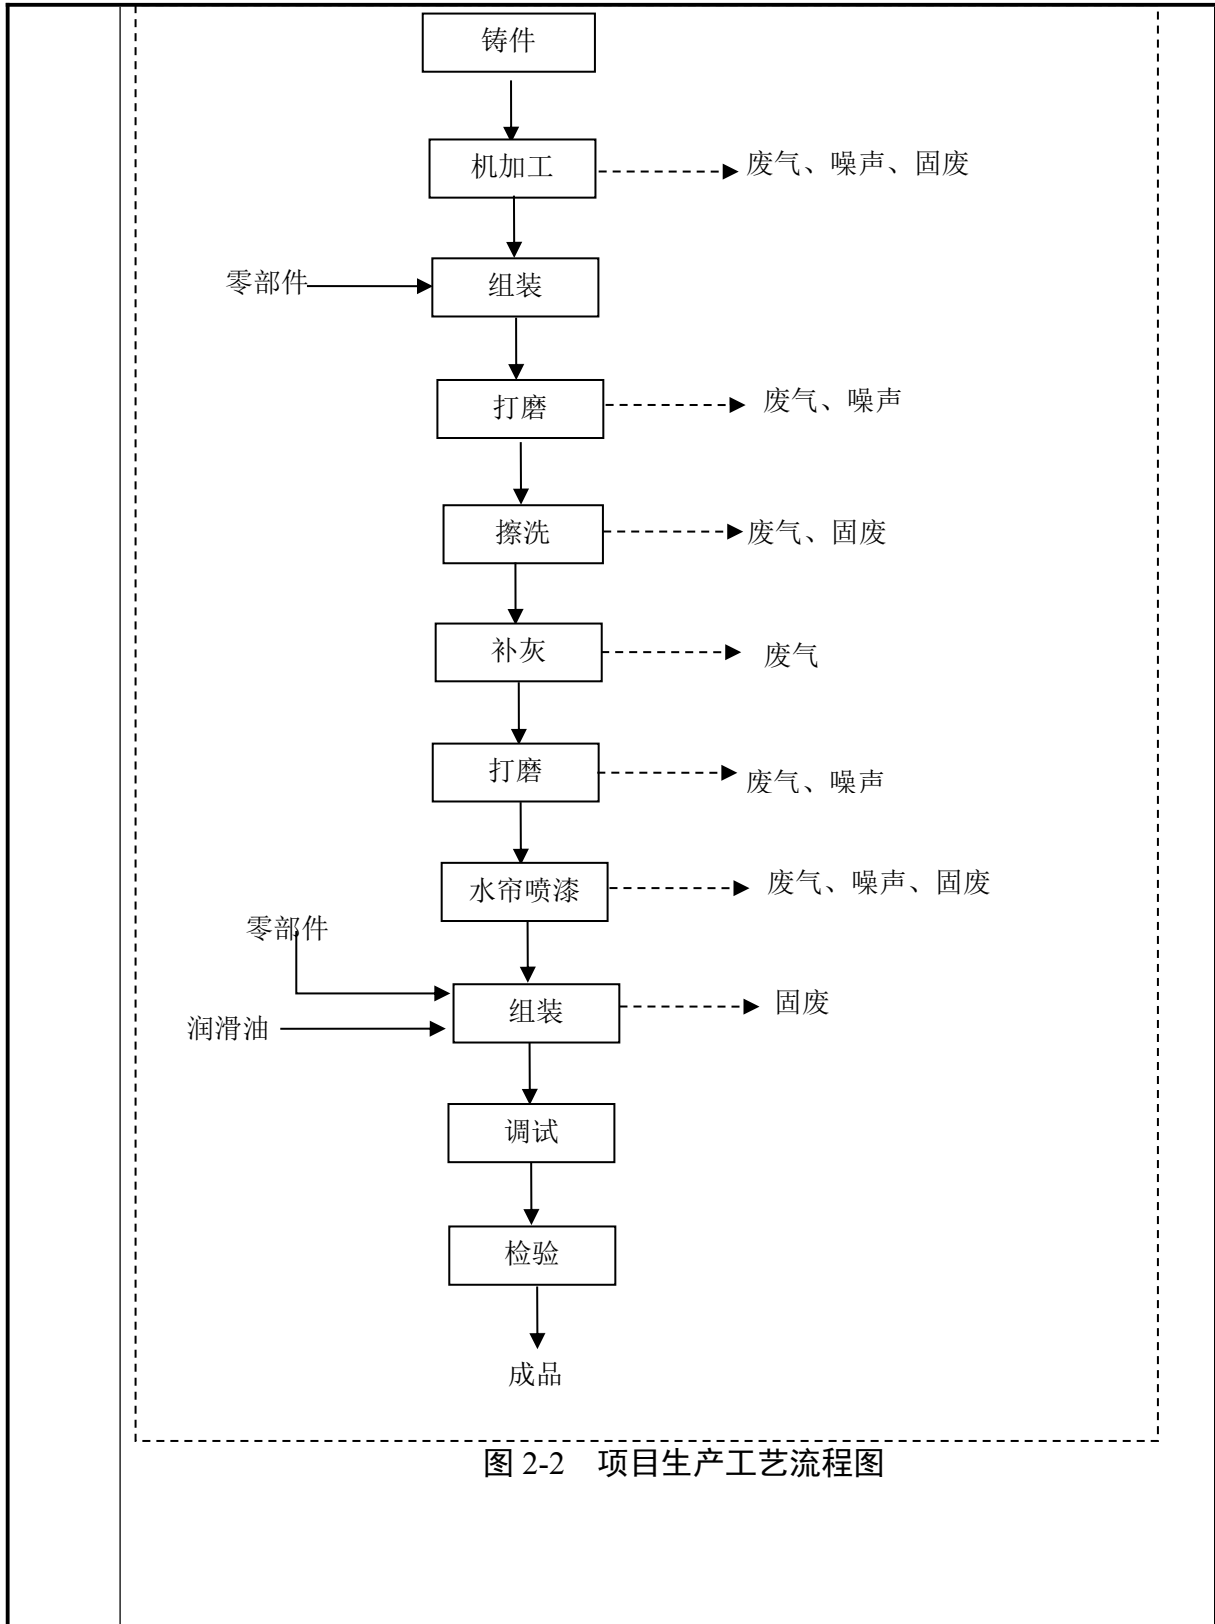 铸件
机加工
废气、噪声、固废
零部件
组装
打磨
废气、噪声
擦洗
废气、固废
补灰
废气
打磨
废气、噪声
水帘喷漆
废气、噪声、固废
零部件
组装
固废
润滑油
调试
检验
成品
图 2-2 项目生产工艺流程图